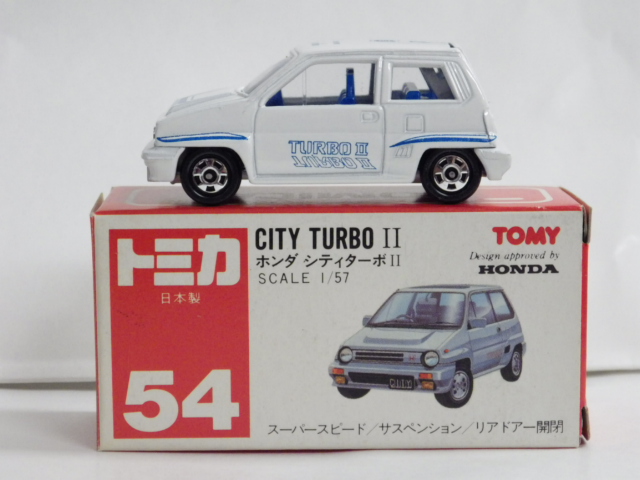 TURBO II
TURBO II
トミカ
日本製
54
CITY TURBO II
ホンダ シティターボII
SCALE 1/57
TOMY
Design approved by
HONDA
CITY
スーパースピード/サスペンション/リアドアー開閉